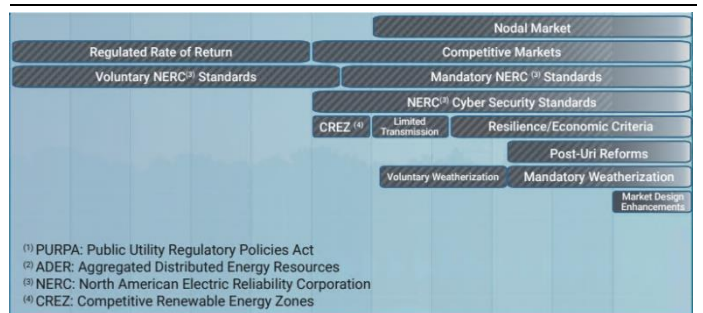 Nodal Market
Regulated Rate of Return
Competitive Markets
Voluntary NERC⁽³⁾ Standards
Mandatory NERC ⁽³⁾ Standards
NERC⁽³⁾ Cyber Security Standards
CREZ ⁽⁴⁾
Limited
Transmission
Resilience/Economic Criteria
Post-Uri Reforms
Voluntary Weatherization
Mandatory Weatherization
Market Design
Enhancements
⁽¹⁾ PURPA: Public Utility Regulatory Policies Act
⁽²⁾ ADER: Aggregated Distributed Energy Resources
⁽³⁾ NERC: North American Electric Reliability Corporation
⁽⁴⁾ CREZ: Competitive Renewable Energy Zones